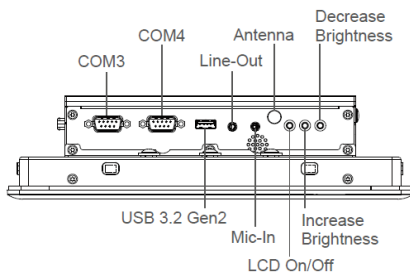 Decrease
Brightness
Antenna
COM4
Line-Out
COM3
USB 3.2 Gen2
Mic-In
Increase
Brightness
LCD On/Off